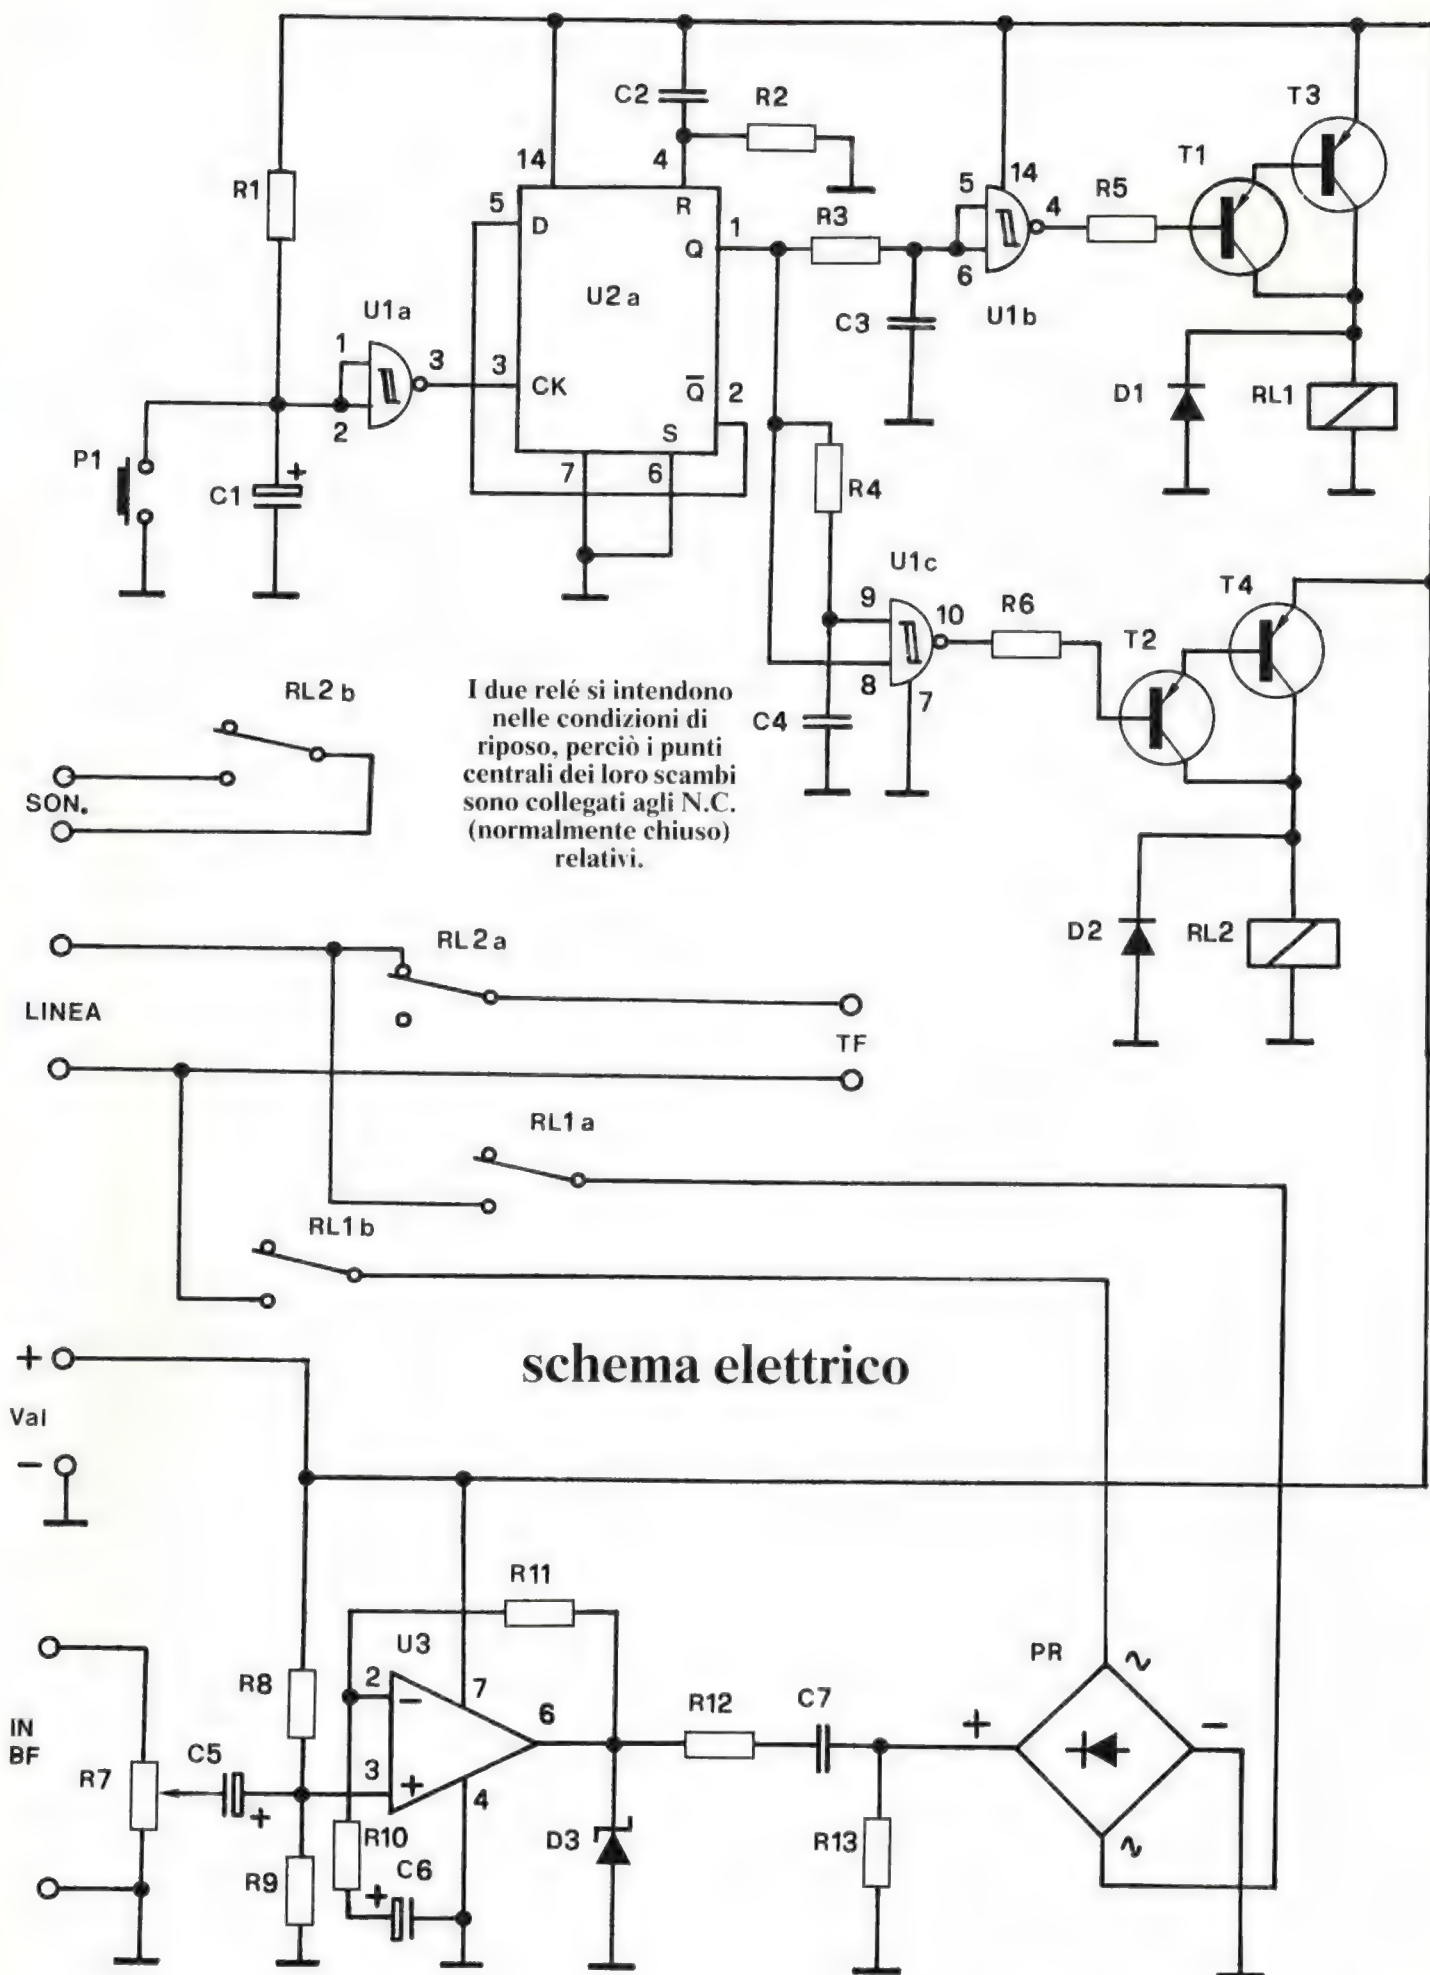 C2
R2
T3
14
4
T1
R1
5
D
R
1
R3
5
14
4
R5
Q
U2a
6
U1a
C3
U1b
1
3
3
CK
Q̅
2
D1
RL1
2
S
P1
+
C1
7
6
R4
U1c
T4
9
10
R6
T2
RL2b
8
7
C4
I due relé si intendono
nelle condizioni di
riposo, perciò i punti
centrali dei loro scambi
sono collegati agli N.C.
(normalmente chiuso)
relativi.
SON.
RL2a
D2
RL2
LINEA
TF
RL1a
RL1b
schema elettrico
+
Val
-
R11
U3
PR
~
R8
2
-
7
R12
C7
+
-
6
IN
BF
C5
R7
3
+
4
+
R10
D3
R13
~
R9
C6
+